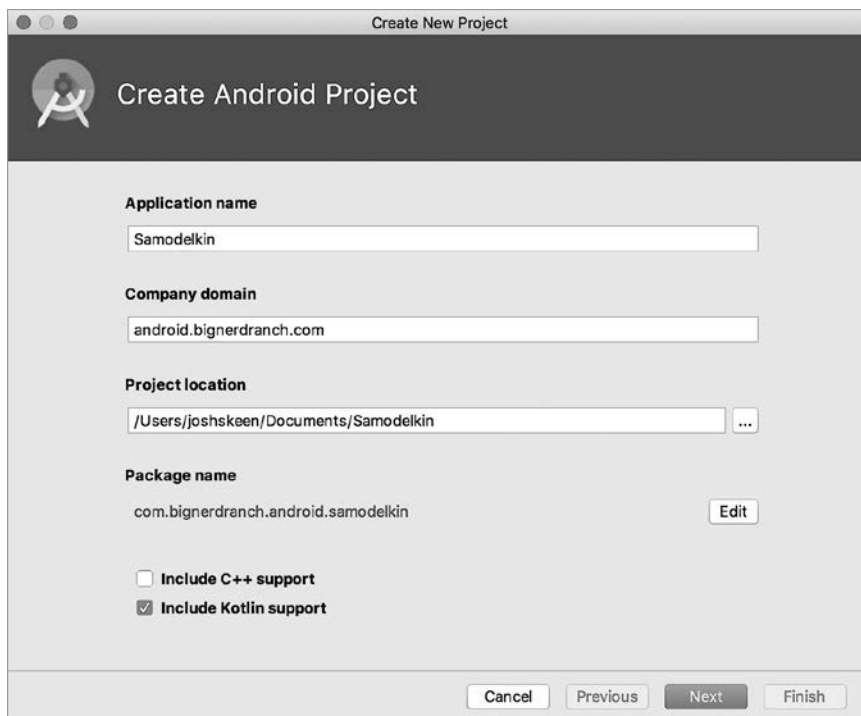 Create New Project
Create Android Project
Application name
Samodelkin
Company domain
android.bignerdranch.com
Project location
/Users/joshskeen/Documents/Samodelkin
...
Package name
com.bignerdranch.android.samodelkin
Edit
Include C++ support
Include Kotlin support
Cancel
Previous
Next
Finish